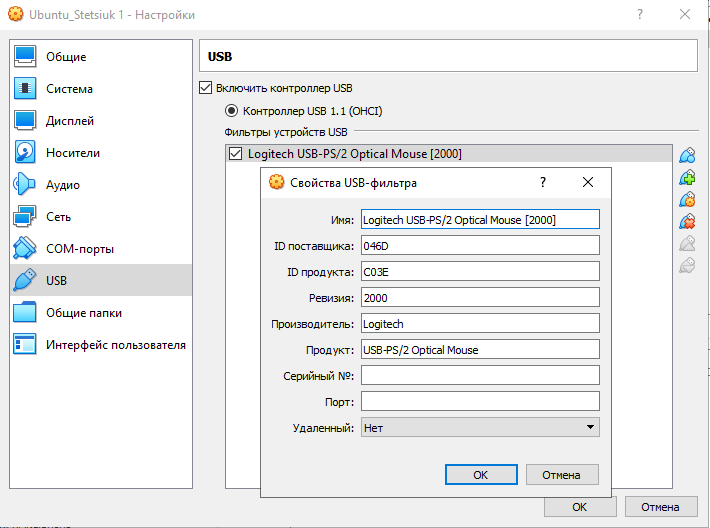 Ubuntu_Stetsiuk 1 - Настройки
?
Общие
Система
Дисплей
Носители
Аудио
Сеть
COM-порты
USB
Общие папки
Интерфейс пользователя
USB
Включить контроллер USB
Контроллер USB 1.1 (OHCI)
Фильтры устройств USB
Logitech USB-PS/2 Optical Mouse [2000]
Свойства USB-фильтра
?
Имя: Logitech USB-PS/2 Optical Mouse [2000]
ID поставщика: 046D
ID продукта: C03E
Ревизия: 2000
Производитель: Logitech
Продукт: USB-PS/2 Optical Mouse
Серийный №:
Порт:
Удаленный: Нет
OK Отмена
OK Отмена